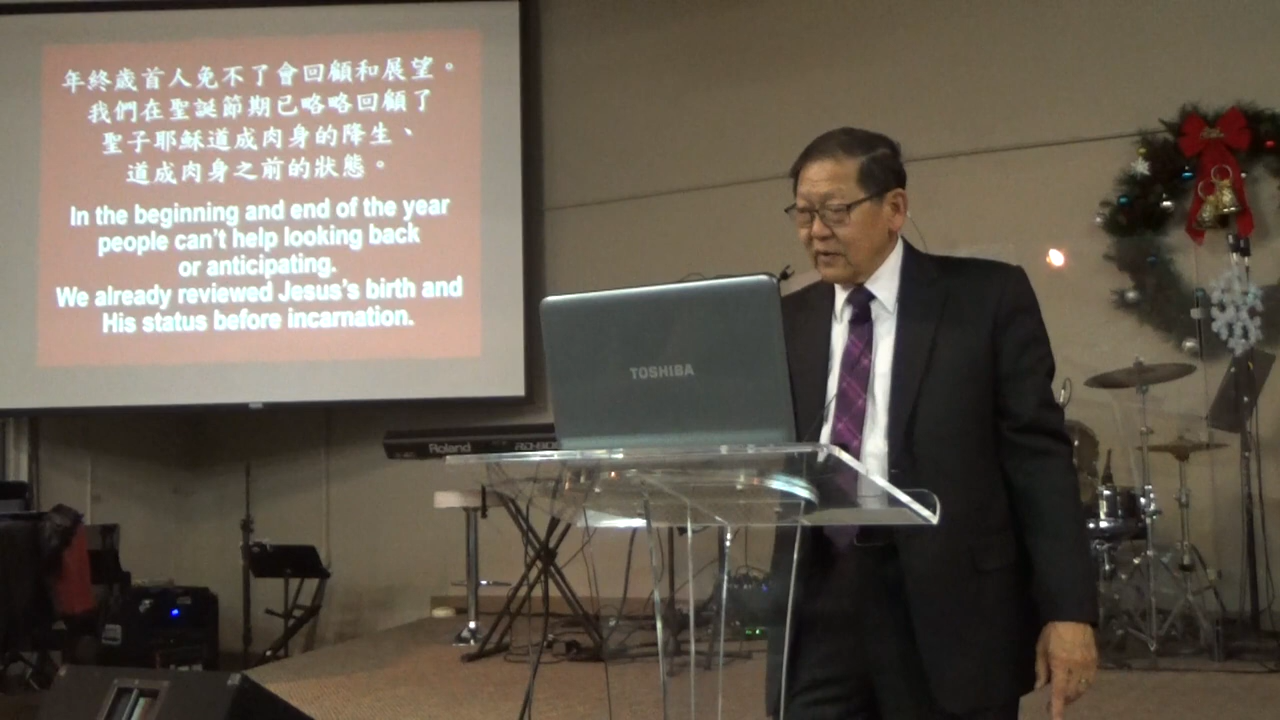 年終歲首人免不了會回顧和展望。
我們在聖誕節期已略略回顧了
聖子耶穌道成肉身的降生、
道成肉身之前的狀態。
In the beginning and end of the year
people can't help looking back
or anticipating.
We already reviewed Jesus's birth and
His status before incarnation.
TOSHIBA
Roland